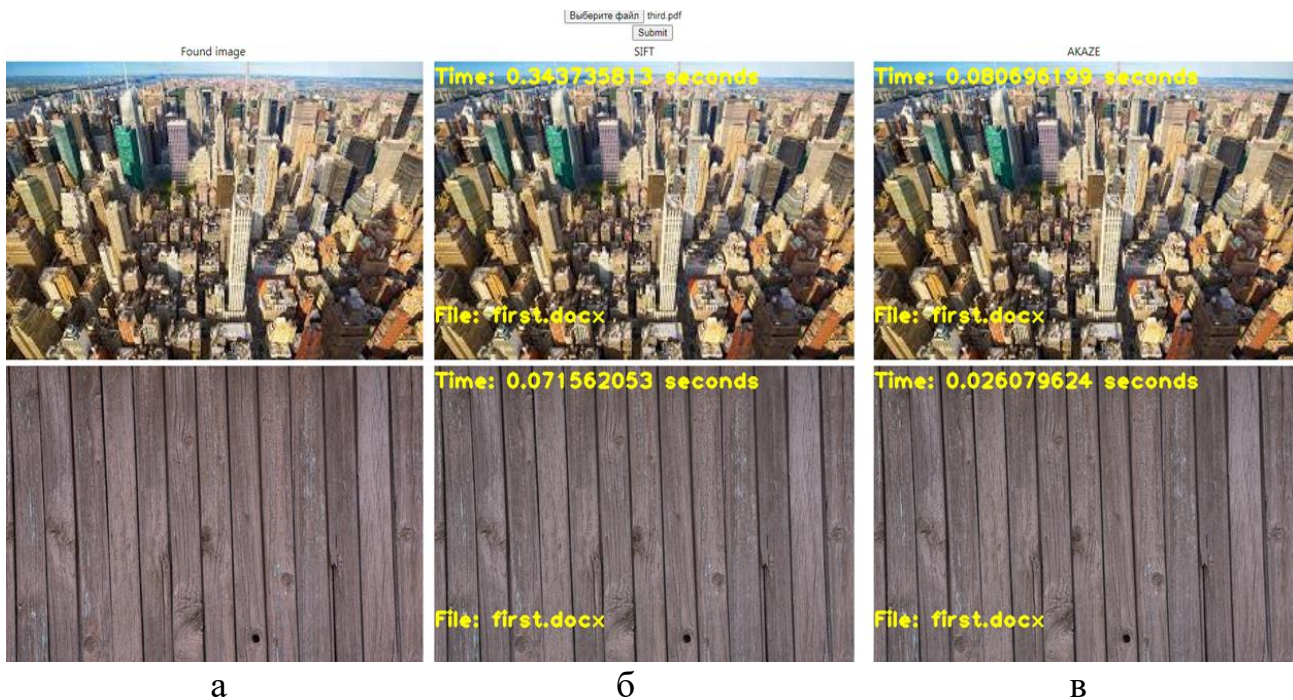 Выберите файл third.pdf
Submit
Found image SIFT AKAZE
Time: 0.343735813 seconds Time: 0.080696199 seconds
File: first.docx File: first.docx
Time: 0.071562053 seconds Time: 0.026079624 seconds
File: first.docx File: first.docx
а б в